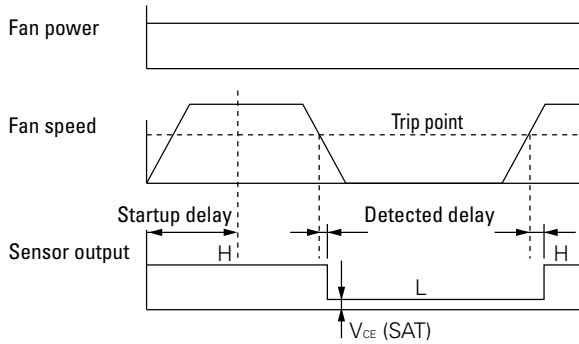 Fan power
Fan speed
Trip point
Startup delay
Detected delay
Sensor output
H
H
L
VCE (SAT)